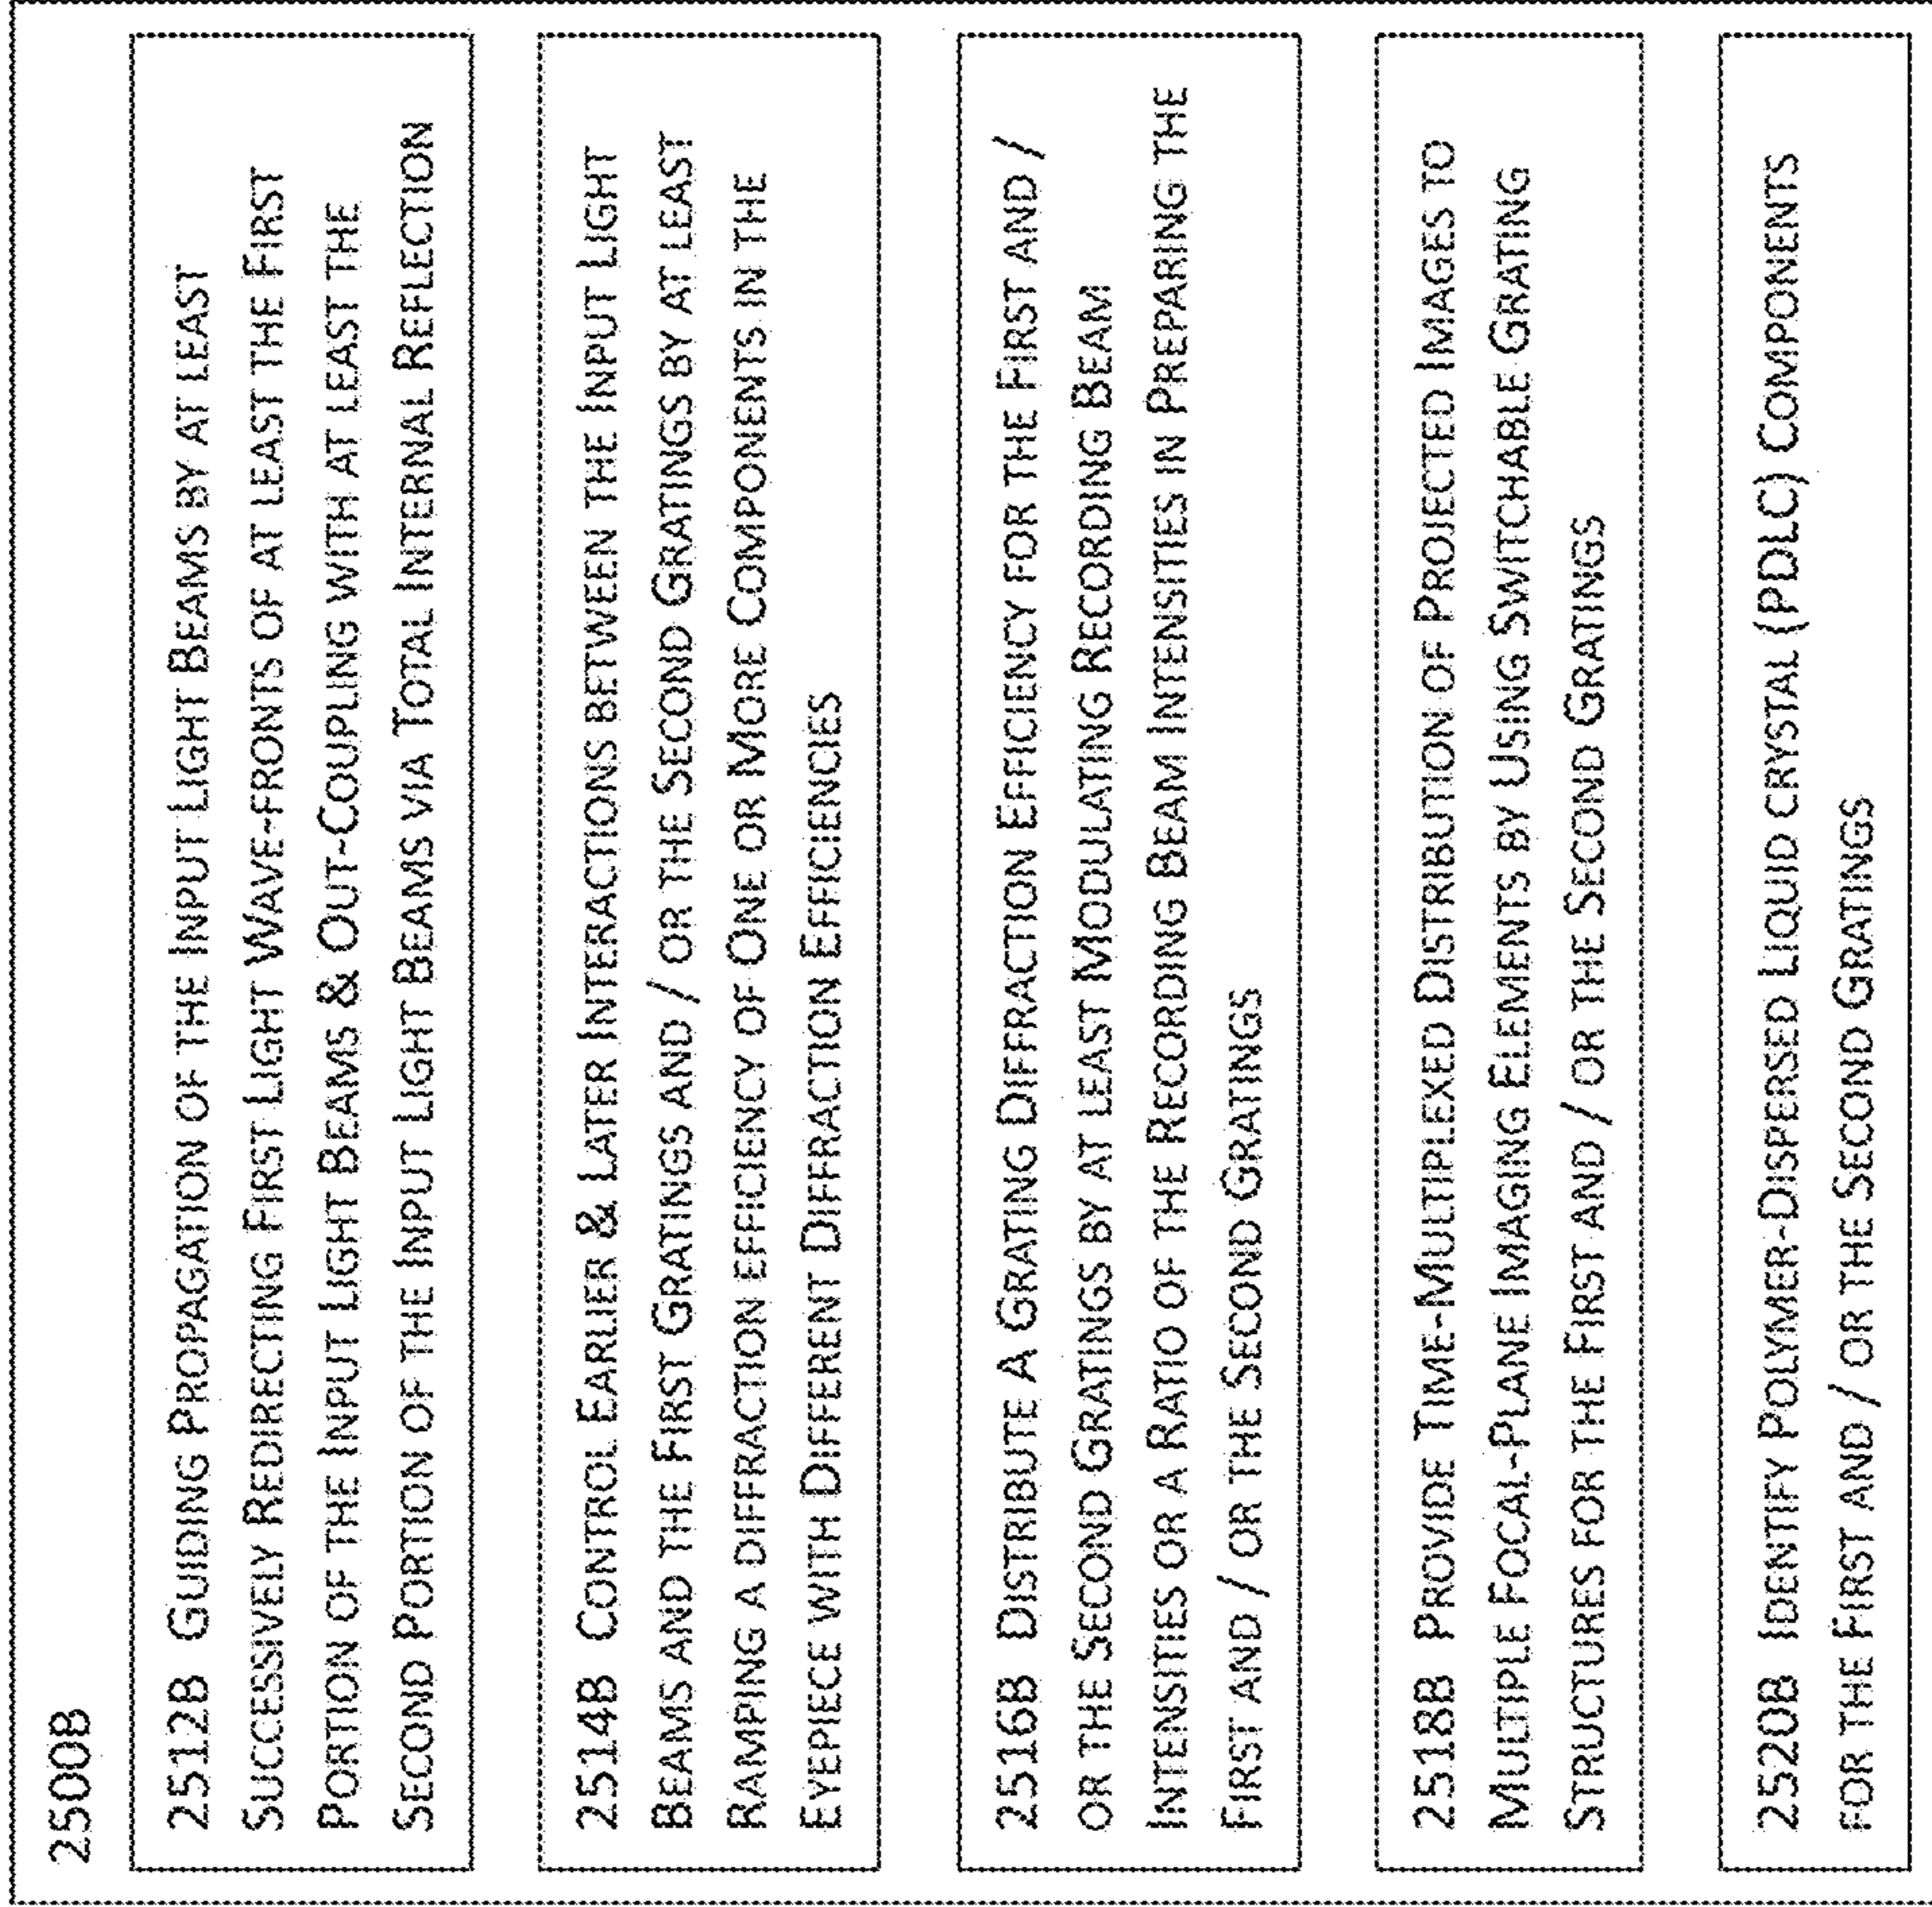 2500B
2512B GUIDING PROPAGATION OF THE INPUT LIGHT BEAMS BY AT LEAST
SUCCESSIVELY REDIRECTING FIRST LIGHT WAVE-FRONTS OF AT LEAST THE FIRST
PORTION OF THE INPUT LIGHT BEAMS & OUT-COUPLING WITH AT LEAST THE
SECOND PORTION OF THE INPUT LIGHT BEAMS VIA TOTAL INTERNAL REFLECTION
2514B CONTROL EARLIER & LATER INTERACTIONS BETWEEN THE INPUT LIGHT
BEAMS AND THE FIRST GRATINGS AND / OR THE SECOND GRATINGS BY AT LEAST
RAMPING A DIFFRACTION EFFICIENCY OF ONE OR MORE COMPONENTS IN THE
EYEPIECE WITH DIFFERENT DIFFRACTION EFFICIENCIES
2516B DISTRIBUTE A GRATING DIFFRACTION EFFICIENCY FOR THE FIRST AND /
OR THE SECOND GRATINGS BY AT LEAST MODULATING RECORDING BEAM
INTENSITIES OR A RATIO OF THE RECORDING BEAM INTENSITIES IN PREPARING THE
FIRST AND / OR THE SECOND GRATINGS
2518B PROVIDE TIME-MULTIPLEXED DISTRIBUTION OF PROJECTED IMAGES TO
MULTIPLE FOCAL-PLANE IMAGING ELEMENTS BY USING SWITCHABLE GRATING
STRUCTURES FOR THE FIRST AND / OR THE SECOND GRATINGS
2520B IDENTIFY POLYMER-DISPERSED LIQUID CRYSTAL (PDLC) COMPONENTS
FOR THE FIRST AND / OR THE SECOND GRATINGS